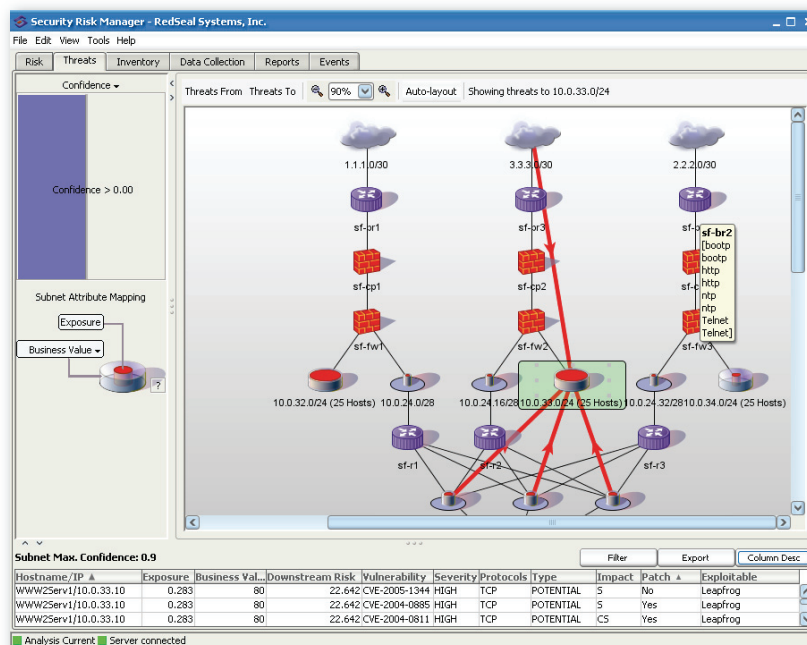 Security Risk Manager - RedSeal Systems, Inc.
File Edit View Tools Help
Risk Threats Inventory Data Collection Reports Events
Confidence
Threats From Threats To 90% Auto-layout Showing threats to 10.0.33.0/24
Confidence > 0.00
Subnet Attribute Mapping
Exposure
Business Value
?
1.1.1.0/30 3.3.3.0/30 2.2.2.0/30
sf-br1 sf-br3
sf-br2
[bootp
bootp
http
http
ntp
ntp
Telnet
Telnet]
sf-cp1 sf-cp2
sf-fw1 sf-fw2 sf-fw3
10.0.32.0/24 (25 Hosts) 10.0.24.0/28 10.0.24.16/28 10.0.33.0/24 (25 Hosts) 10.0.24.32/28 10.0.34.0/24 (25 Hosts)
sf-r1 sf-r2 sf-r3
Subnet Max. Confidence: 0.9
Filter Export Column Desc
Hostname/IP Exposure Business Val... Downstream Risk Vulnerability Severity Protocols Type Impact Patch Exploitable
WWW2Serv1/10.0.33.10 0.283 80 22.642 CVE-2005-1344 HIGH TCP POTENTIAL S No Leapfrog
WWW2Serv1/10.0.33.10 0.283 80 22.642 CVE-2004-0885 HIGH TCP POTENTIAL S Yes Leapfrog
WWW2Serv1/10.0.33.10 0.283 80 22.642 CVE-2004-0811 HIGH TCP POTENTIAL CS Yes Leapfrog
Analysis Current Server connected